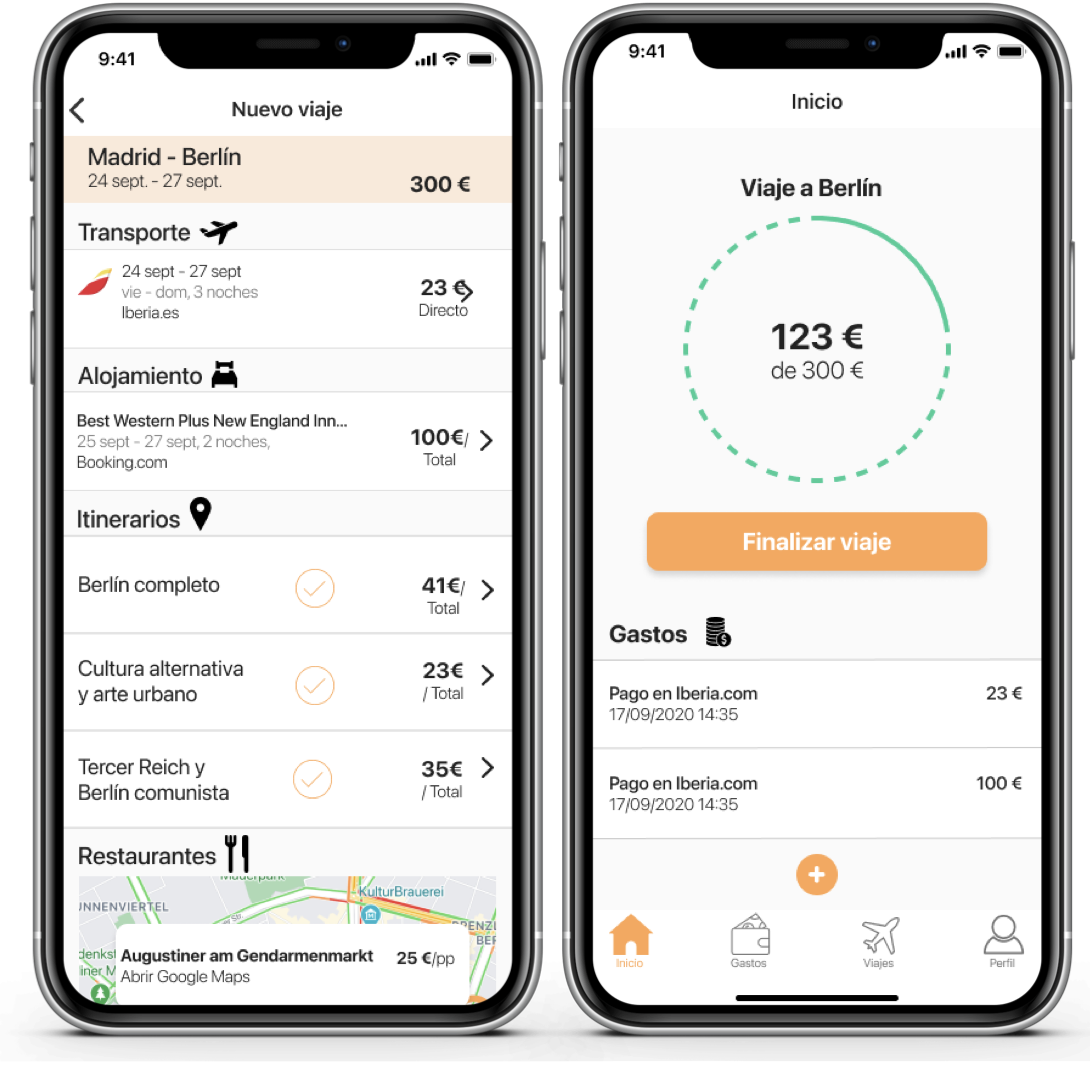 9:41
Nuevo viaje
Madrid - Berlín
24 sept. - 27 sept.
300 €
Transporte
24 sept - 27 sept
vie - dom, 3 noches
Iberia.es
23 €
Directo
Alojamiento
Best Western Plus New England Inn...
25 sept - 27 sept, 2 noches,
Booking.com
100€/
Total
Itinerarios
Berlín completo
41€/
Total
Cultura alternativa
y arte urbano
23€
/ Total
Tercer Reich y
Berlín comunista
35€
/ Total
Restaurantes
Mauerpark
KulturBrauerei
UNNENVIERTEL
Augustiner am Gendarmenmarkt
Abrir Google Maps
25 €/pp
9:41
Inicio
Viaje a Berlín
123 €
de 300 €
Finalizar viaje
Gastos
Pago en Iberia.com
17/09/2020 14:35
23 €
Pago en Iberia.com
17/09/2020 14:35
100 €
Inicio
Gastos
Viajes
Perfil